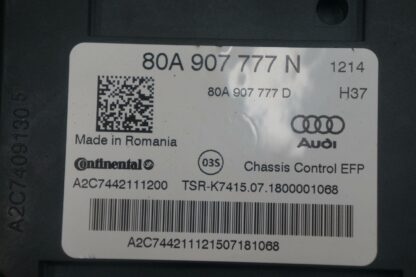 80A 907 777 N 1214
80A 907 777 D H37
Made in Romania Audi
Continental 03S Chassis Control EFP
A2C7442111200 TSR-K7415.07.1800001068
A2C744211121507181068
A2C7409130 5